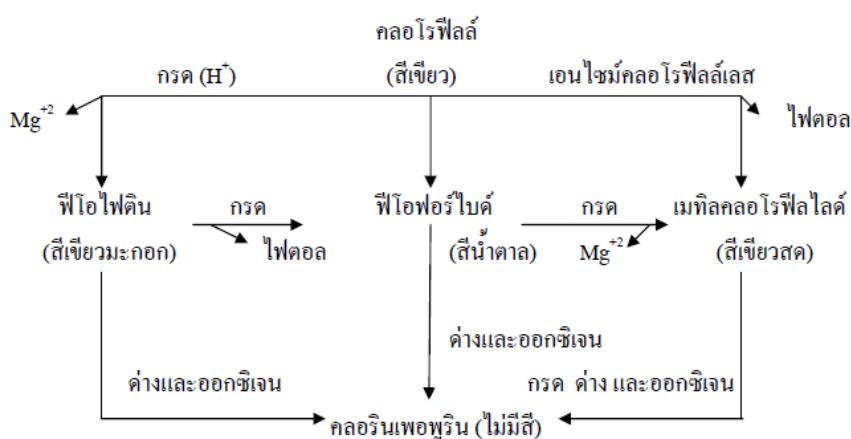 คลอโรฟีลล์
กรด (H+) (สีเขียว) เอนไซม์คลอโรฟีลล์เลส
Mg+2 ไฟตอล
ฟีโอไฟติน กรด ฟีโอฟอร์ไบด์ กรด เมทิลคลอโรฟีลไลด์
(สีเขียวมะกอก) ไฟตอล (สีน้ำตาล) Mg+2 (สีเขียวสด)
ด่างและออกซิเจน
ด่างและออกซิเจน กรด ด่าง และออกซิเจน
คลอรินเพอพูริน (ไม่มีสี)